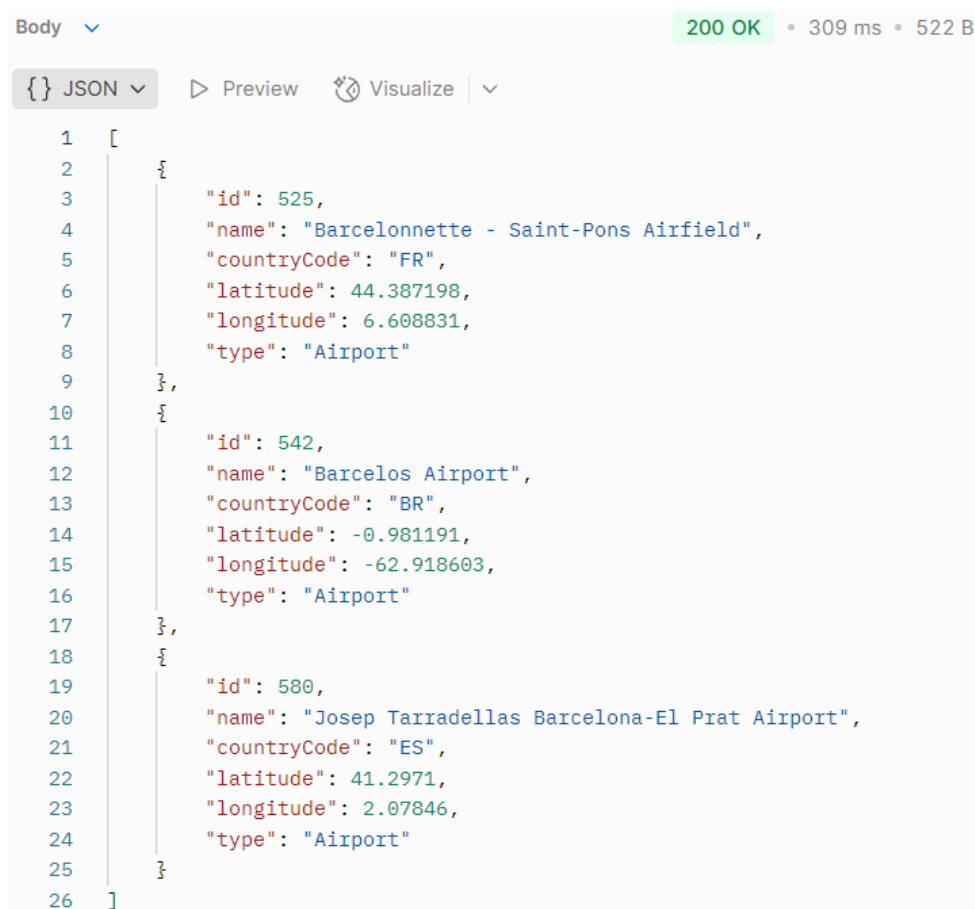 Body
200 OK • 309 ms • 522 B
{} JSON Preview Visualize
1 [
2 {
3 "id": 525,
4 "name": "Barcelonnette - Saint-Pons Airfield",
5 "countryCode": "FR",
6 "latitude": 44.387198,
7 "longitude": 6.608831,
8 "type": "Airport"
9 },
10 {
11 "id": 542,
12 "name": "Barcelos Airport",
13 "countryCode": "BR",
14 "latitude": -0.981191,
15 "longitude": -62.918603,
16 "type": "Airport"
17 },
18 {
19 "id": 580,
20 "name": "Josep Tarradellas Barcelona-El Prat Airport",
21 "countryCode": "ES",
22 "latitude": 41.2971,
23 "longitude": 2.07846,
24 "type": "Airport"
25 }
26 ]